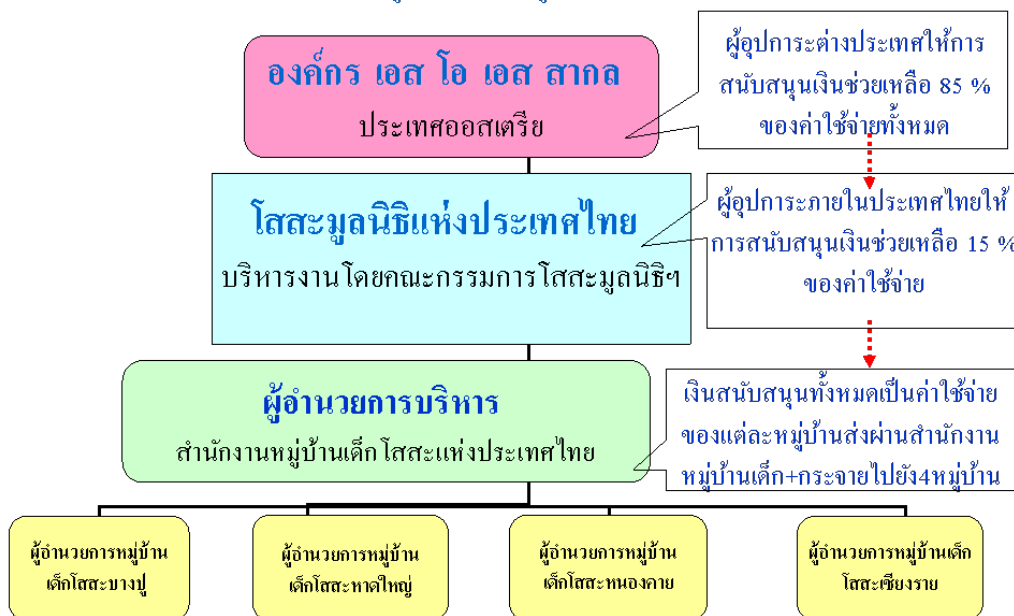 องค์กร เอส โอ เอส สากล
ประเทศออสเตรีย
ผู้อุปการะต่างประเทศให้การ
สนับสนุนเงินช่วยเหลือ 85 %
ของค่าใช้จ่ายทั้งหมด
โสสะมูลนิธิแห่งประเทศไทย
บริหารงานโดยคณะกรรมการโสสะมูลนิธิฯ
ผู้อุปการะภายในประเทศไทยให้
การสนับสนุนเงินช่วยเหลือ 15 %
ของค่าใช้จ่าย
ผู้อำนวยการบริหาร
สำนักงานหมู่บ้านเด็กโสสะแห่งประเทศไทย
เงินสนับสนุนทั้งหมดเป็นค่าใช้จ่าย
ของแต่ละหมู่บ้านส่งผ่านสำนักงาน
หมู่บ้านเด็ก+กระจายไปยัง4หมู่บ้าน
ผู้อำนวยการหมู่บ้าน
เด็กโสสะบางปู
ผู้อำนวยการหมู่บ้าน
เด็กโสสะหาดใหญ่
ผู้อำนวยการหมู่บ้าน
เด็กโสสะหนองคาย
ผู้อำนวยการหมู่บ้านเด็ก
โสสะเชียงราย